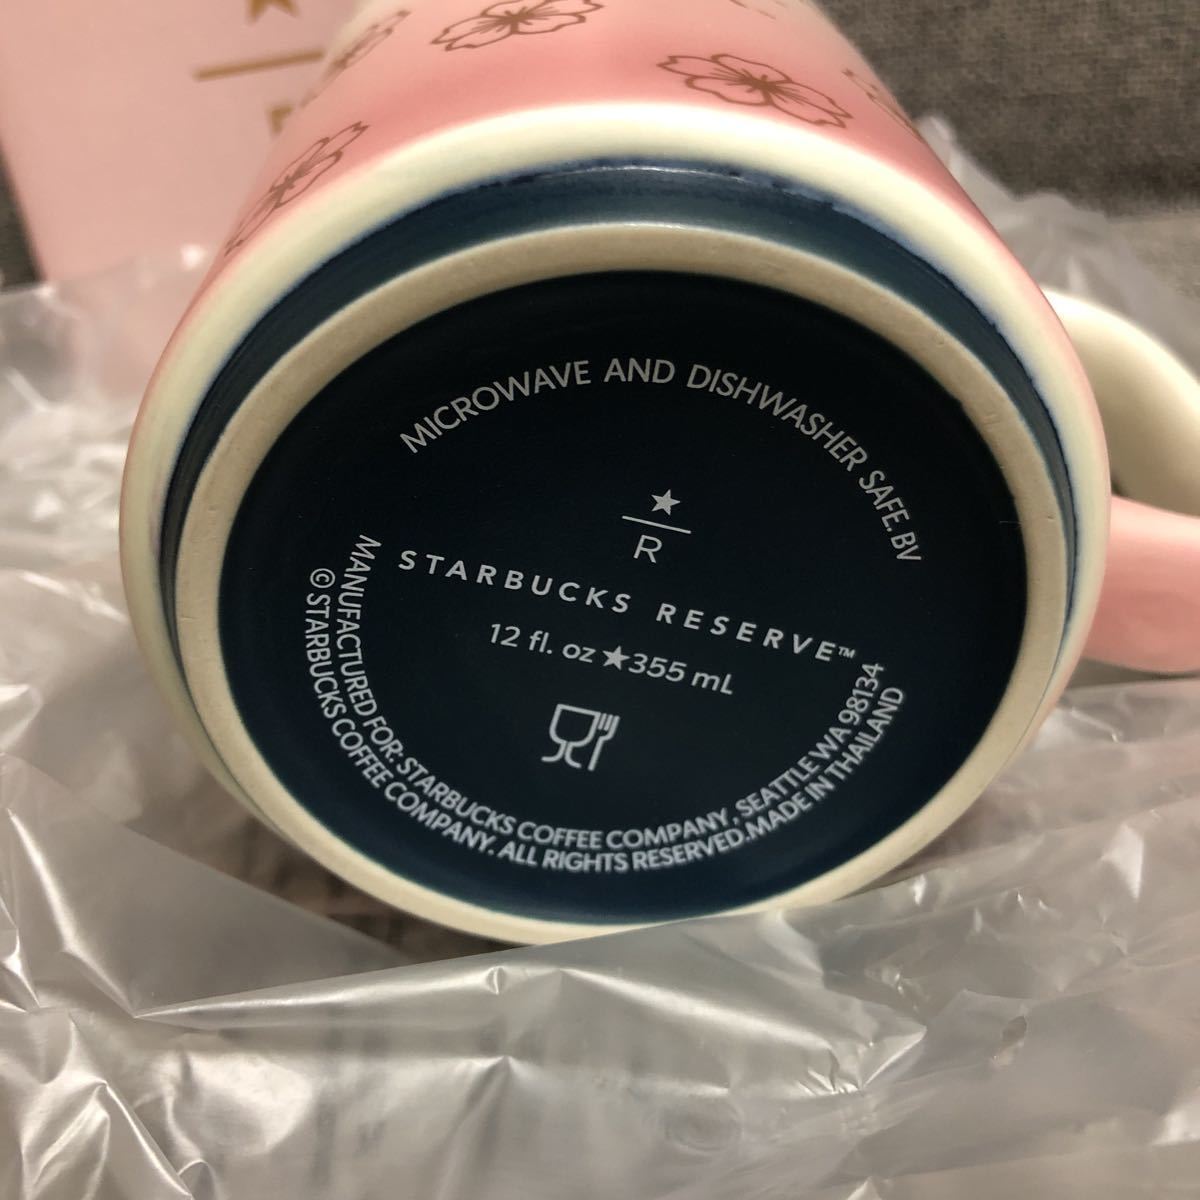 MICROWAVE AND DISHWASHER SAFE. BV
★
R
STARBUCKS RESERVE™
12 fl. oz ★ 355 mL
MANUFACTURED FOR: STARBUCKS COFFEE COMPANY, SEATTLE WA 98134
© STARBUCKS COFFEE COMPANY. ALL RIGHTS RESERVED. MADE IN THAILAND